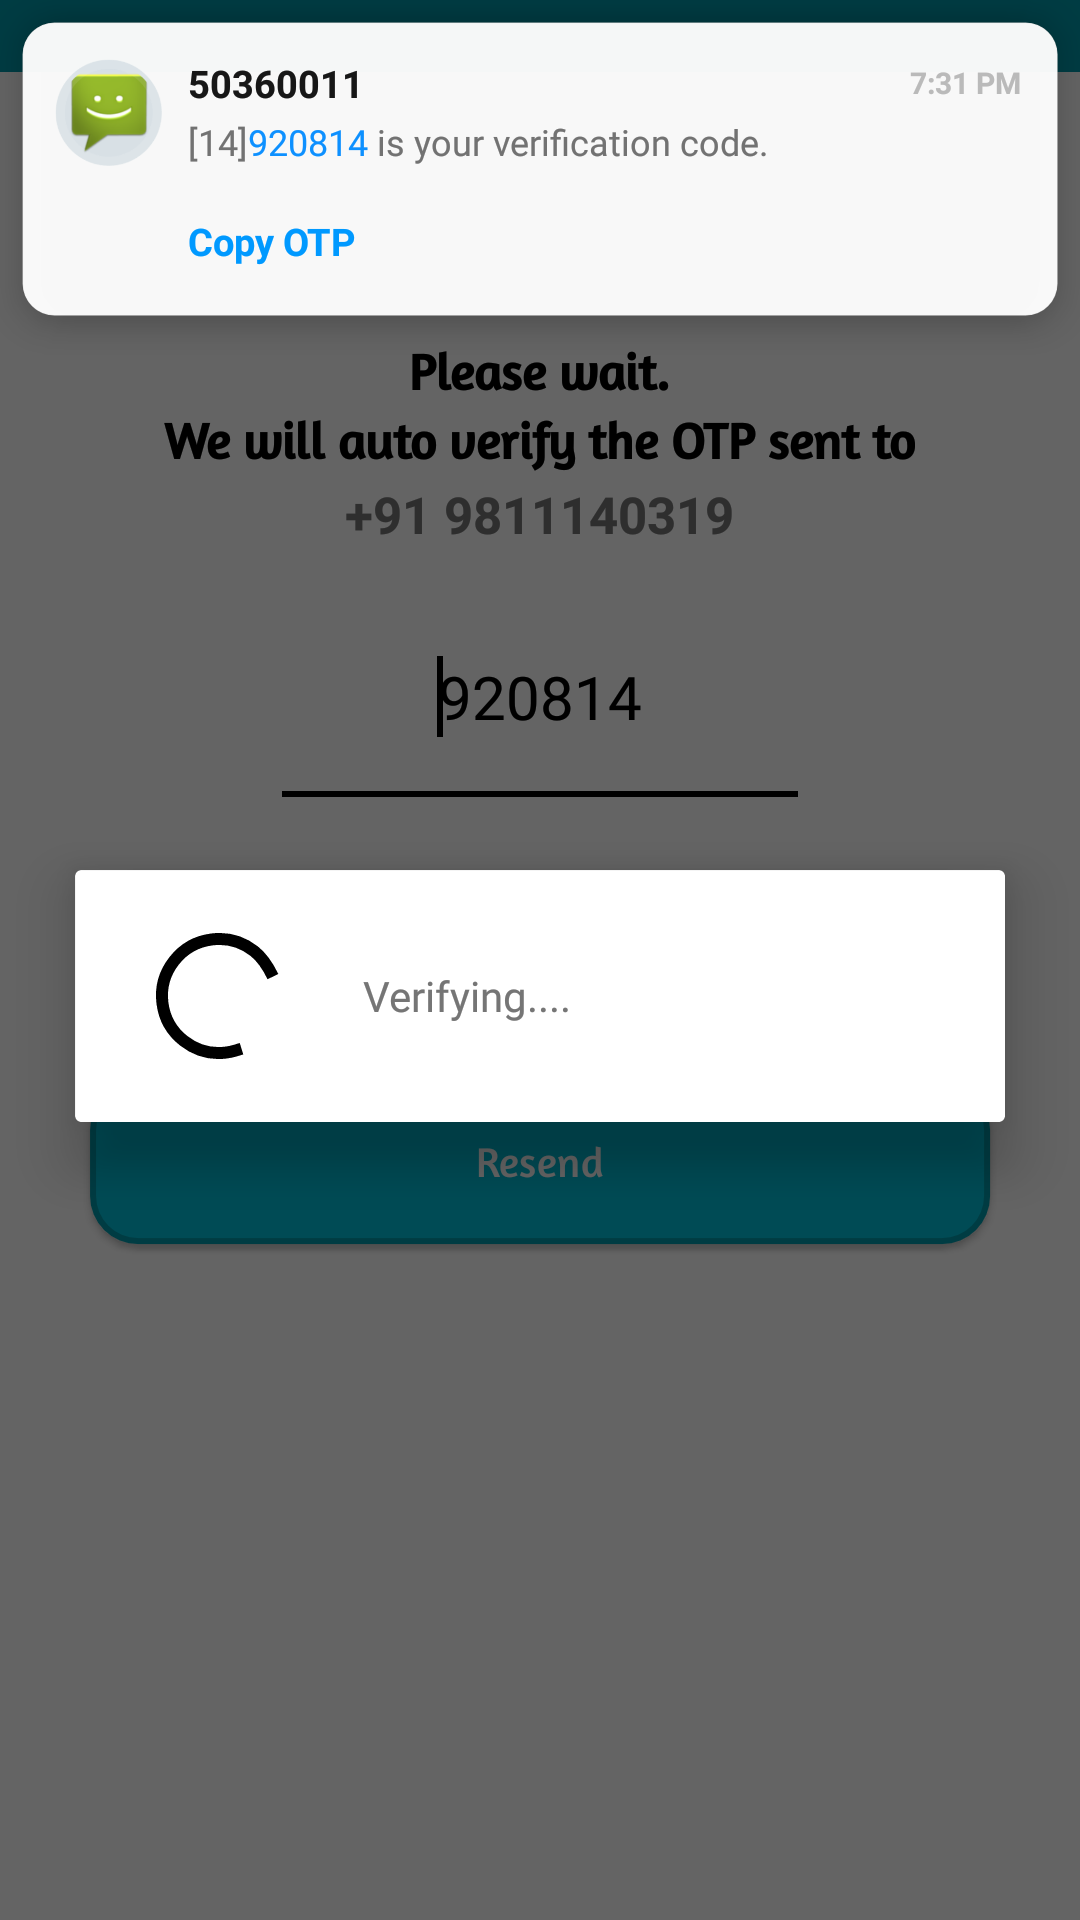 50360011
7:31 PM
[14]920814 is your verification code.
Copy OTP
Please wait.
We will auto verify the OTP sent to
+91 9811140319
920814
Verifying....
Resend